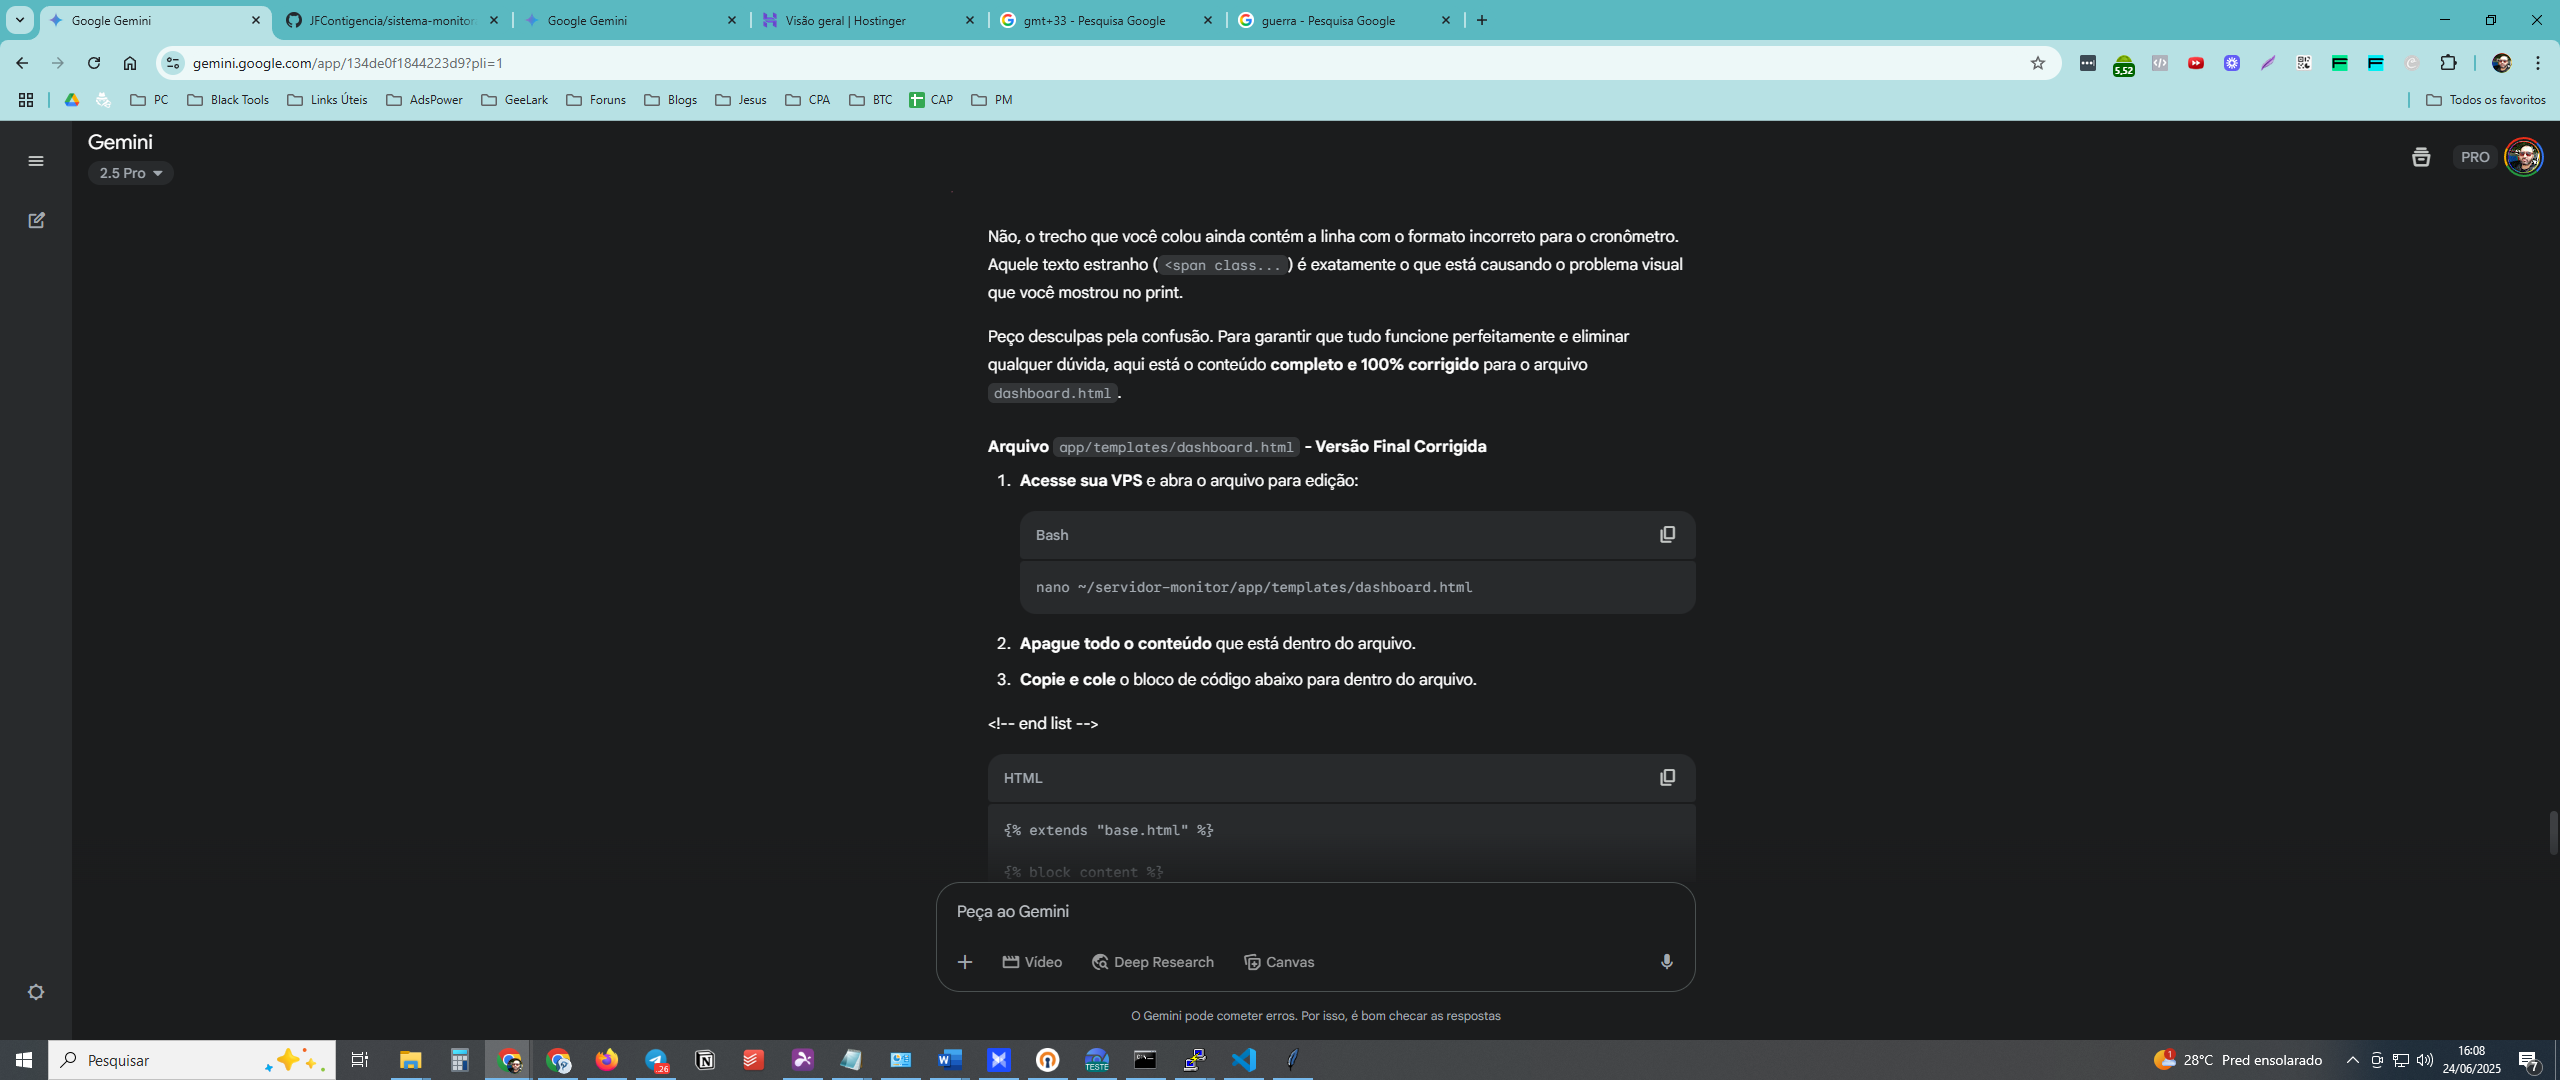 Google Gemini
JFContigencia/sistema-monitor
Google Gemini
Visão geral | Hostinger
gmt+33 - Pesquisa Google
guerra - Pesquisa Google
gemini.google.com/app/134de0f1844223d9?pli=1
5,52
PC
Black Tools
Links Úteis
AdsPower
GeeLark
Foruns
Blogs
Jesus
CPA
BTC
CAP
PM
Todos os favoritos
Gemini
2.5 Pro
PRO
Não, o trecho que você colou ainda contém a linha com o formato incorreto para o cronômetro.
Aquele texto estranho ( <span class... ) é exatamente o que está causando o problema visual
que você mostrou no print.
Peço desculpas pela confusão. Para garantir que tudo funcione perfeitamente e eliminar
qualquer dúvida, aqui está o conteúdo completo e 100% corrigido para o arquivo
dashboard.html .
Arquivo app/templates/dashboard.html - Versão Final Corrigida
1. Acesse sua VPS e abra o arquivo para edição:
Bash
nano ~/servidor-monitor/app/templates/dashboard.html
2. Apague todo o conteúdo que está dentro do arquivo.
3. Copie e cole o bloco de código abaixo para dentro do arquivo.
<!-- end list -->
HTML
{% extends "base.html" %}
{% block content %}
Peça ao Gemini
Vídeo
Deep Research
Canvas
O Gemini pode cometer erros. Por isso, é bom checar as respostas
Pesquisar
26
TESTE
1
28°C Pred ensolarado
16:08
24/06/2025
7